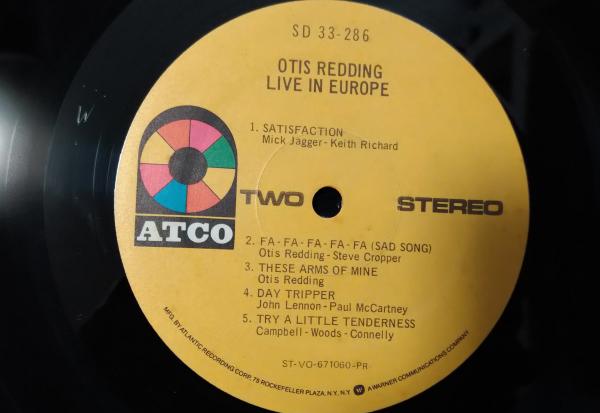 SD 33-286
OTIS REDDING
LIVE IN EUROPE
1. SATISFACTION
Mick Jagger - Keith Richard
ATCO
TWO
STEREO
2. FA - FA - FA - FA - FA (SAD SONG)
Otis Redding - Steve Cropper
3. THESE ARMS OF MINE
Otis Redding
4. DAY TRIPPER
John Lennon - Paul McCartney
5. TRY A LITTLE TENDERNESS
Campbell - Woods - Connelly
ST-VO-671060-PR
MFG. BY ATLANTIC RECORDING CORP., 75 ROCKEFELLER PLAZA, N.Y., N.Y. W A WARNER COMMUNICATIONS COMPANY